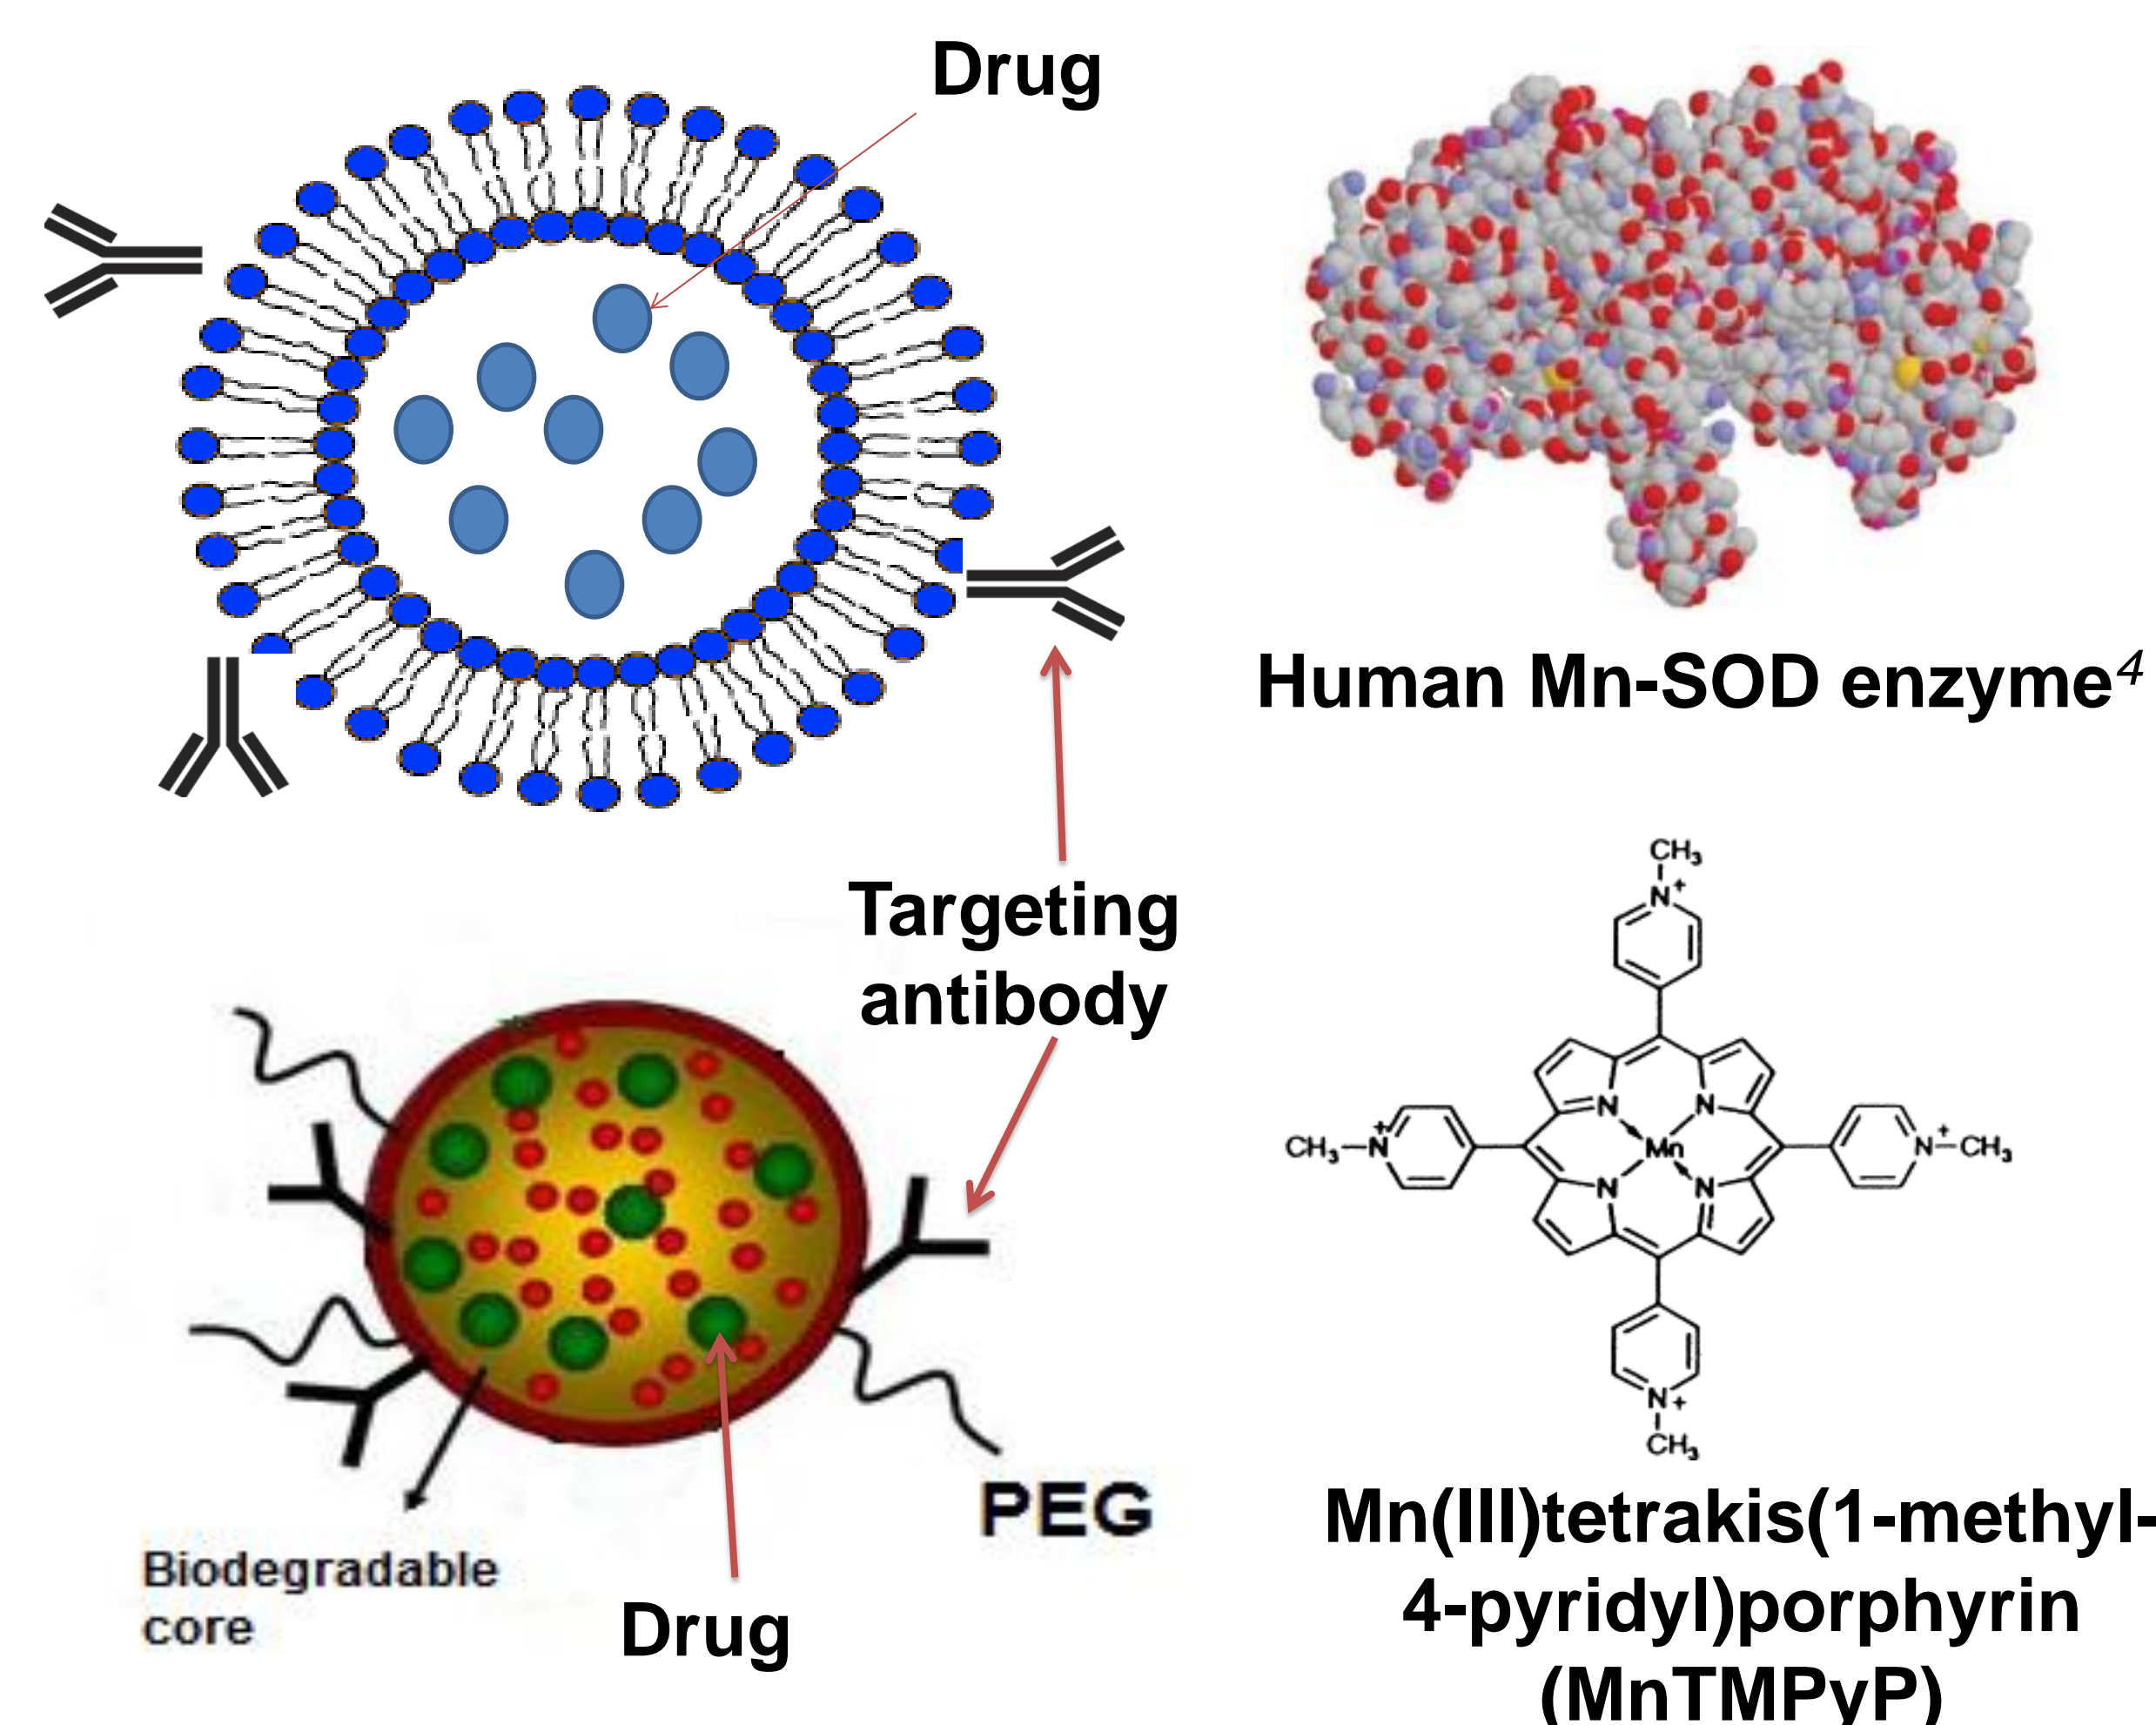 Drug
Human Mn-SOD enzyme4
Targeting
antibody
PEG
Biodegradable
core
Drug
CH3
N+
CH3
N+
N
N
Mn
N
N
N+
CH3
N+
CH3
Mn(III)tetrakis(1-methyl-
4-pyridyl)porphyrin
(MnTMPyP)